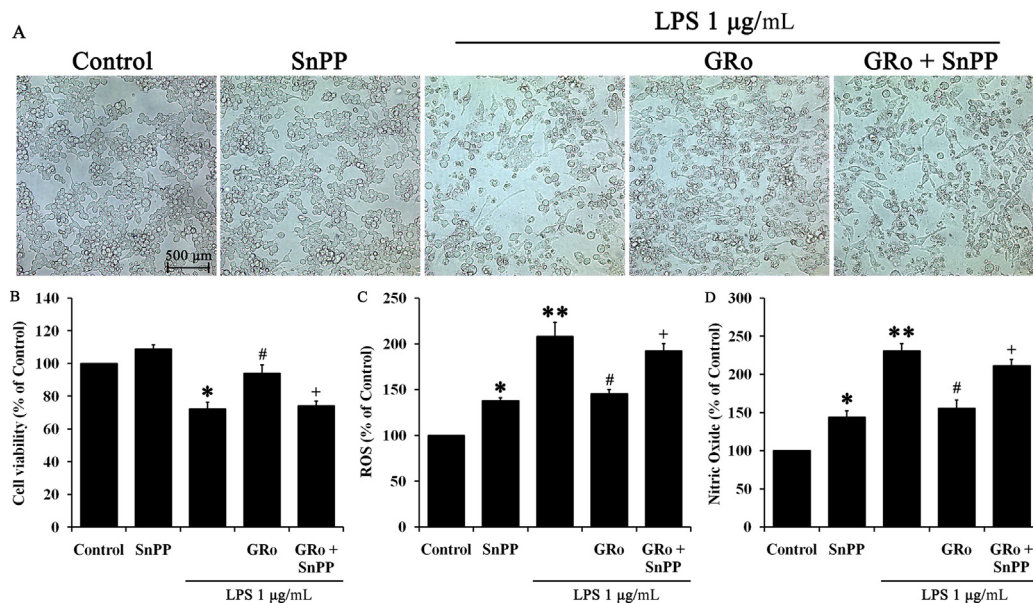 LPS 1 µg/mL
A
Control SnPP GRo GRo + SnPP
500 µm
B
140
120
100
80
60
40
20
0
Cell viability (% of Control)
*
#
+
Control SnPP GRo GRo +
SnPP
LPS 1 µg/mL
C
250
200
150
100
50
0
ROS (% of Control)
*
**
#
+
Control SnPP GRo GRo +
SnPP
LPS 1 µg/mL
D
300
250
200
150
100
50
0
Nitric Oxide (% of Control)
*
**
#
+
Control SnPP GRo GRo +
SnPP
LPS 1 µg/mL